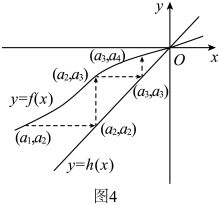 y
(a₃,a₄)
O
x
(a₂,a₃)
(a₃,a₃)
y=f(x)
(a₁,a₂)
(a₂,a₂)
y=h(x)
图4